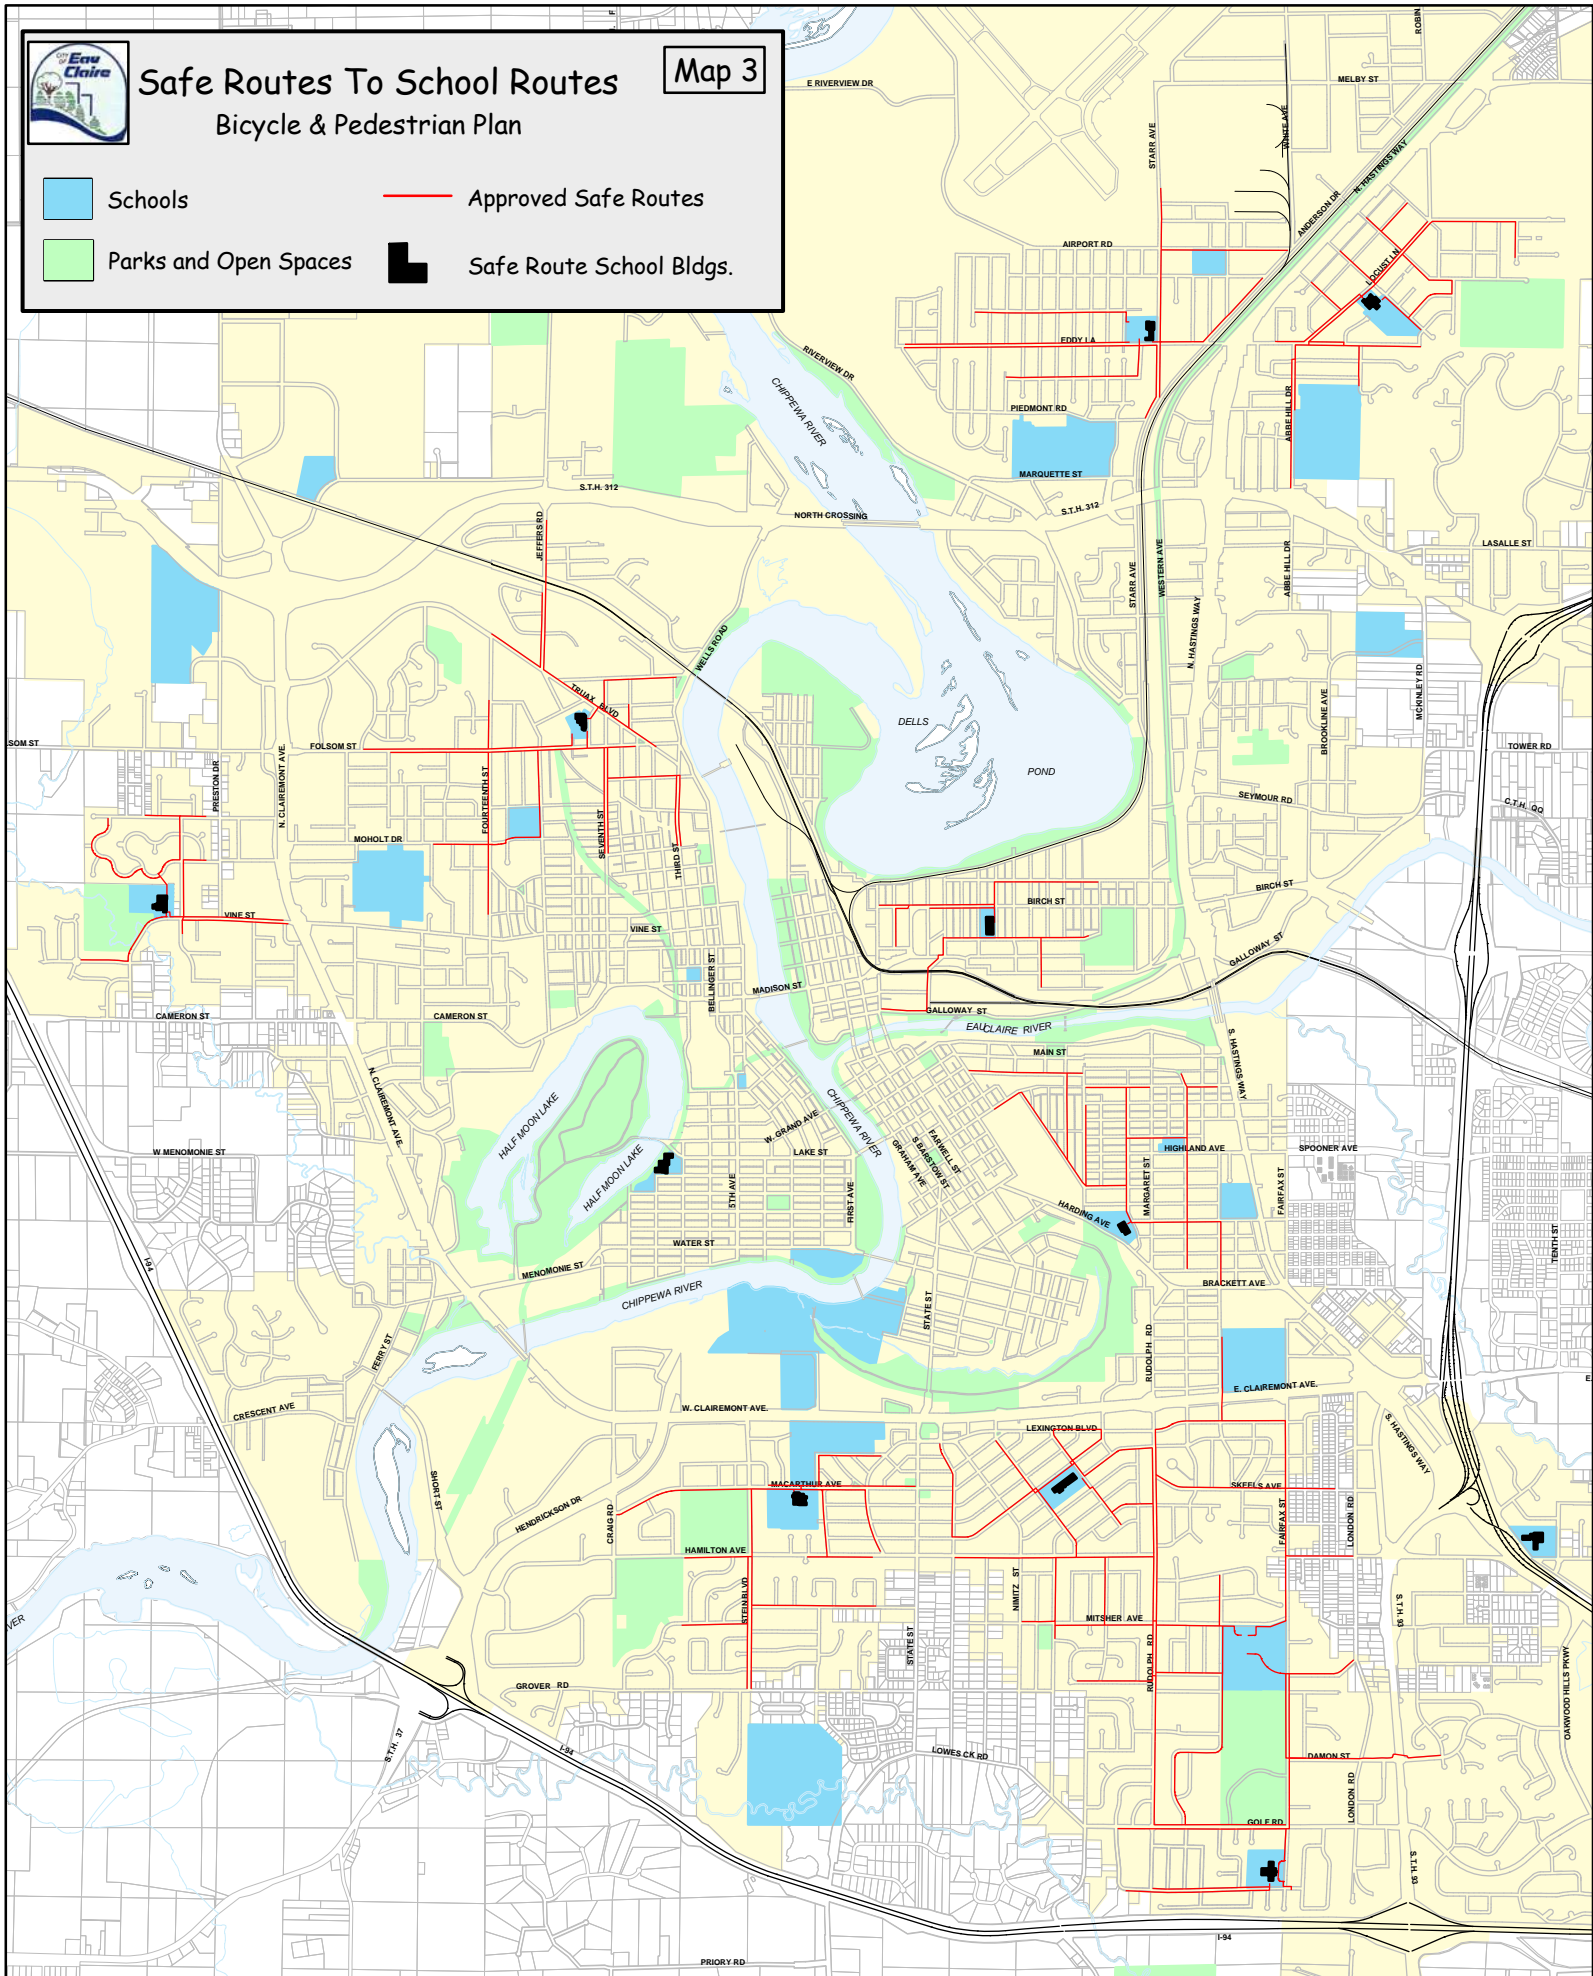 CITY OF Eau Claire
Safe Routes To School Routes
Map 3
Bicycle & Pedestrian Plan
Schools
Approved Safe Routes
Parks and Open Spaces
Safe Route School Bldgs.
E RIVERVIEW DR
MELBY ST
ROBIN
STARR AVE
WHITE AVE
N. HASTINGS WAY
ANDERSON DR
AIRPORT RD
LOCUST LN
EDDY LA
RIVERVIEW DR
CHIPPEWA RIVER
PIEDMONT RD
ABBE HILL DR
MARQUETTE ST
S.T.H. 312
S.T.H. 312
NORTH CROSSING
JEFFERS RD
LASALLE ST
STARR AVE
WESTERN AVE
ABBE HILL DR
N. HASTINGS WAY
WELLS ROAD
TRUAX BLVD
MCKINLEY RD
BROOKLINE AVE
DELLS
POND
SOM ST
FOLSOM ST
TOWER RD
PRESTON DR
N. CLAIREMONT AVE.
FOURTEENTH ST
SEYMOUR RD
C.T.H. QQ
MOHOLT DR
SEVENTH ST
THIRD ST
BIRCH ST
BIRCH ST
VINE ST
VINE ST
GALLOWAY ST
BELLINGER ST
MADISON ST
CAMERON ST
CAMERON ST
GALLOWAY ST
EAU CLAIRE RIVER
MAIN ST
S. HASTINGS WAY
N. CLAIREMONT AVE.
HALF MOON LAKE
CHIPPEWA RIVER
W. GRAND AVE
FARWELL ST
S BARSTOW ST
GRAHAM AVE
W MENOMONIE ST
LAKE ST
HIGHLAND AVE
SPOONER AVE
HALF MOON LAKE
5TH AVE
FIRST AVE
MARGARET ST
FAIRFAX ST
HARDING AVE
WATER ST
TENTH ST
I-94
MENOMONIE ST
BRACKETT AVE
CHIPPEWA RIVER
STATE ST
FERRY ST
RUDOLPH RD
E. CLAIREMONT AVE.
E.
CRESCENT AVE
W. CLAIREMONT AVE.
LEXINGTON BLVD
S. HASTINGS WAY
SHORT ST
MACARTHUR AVE
SKEELS AVE
HENDRICKSON DR
CRAIG RD
FAIRFAX ST
LONDON RD
HAMILTON AVE
STEIN BLVD
NIMITZ ST
MITSHER AVE
S.T.H. 93
IVER
STATE ST
RUDOLPH RD
OAKWOOD HILLS PKWY
GROVER RD
S.T.H. 37
I-94
LOWES CK RD
DAMON ST
LONDON RD
GOLF RD
S.T.H. 93
I-94
PRIORY RD